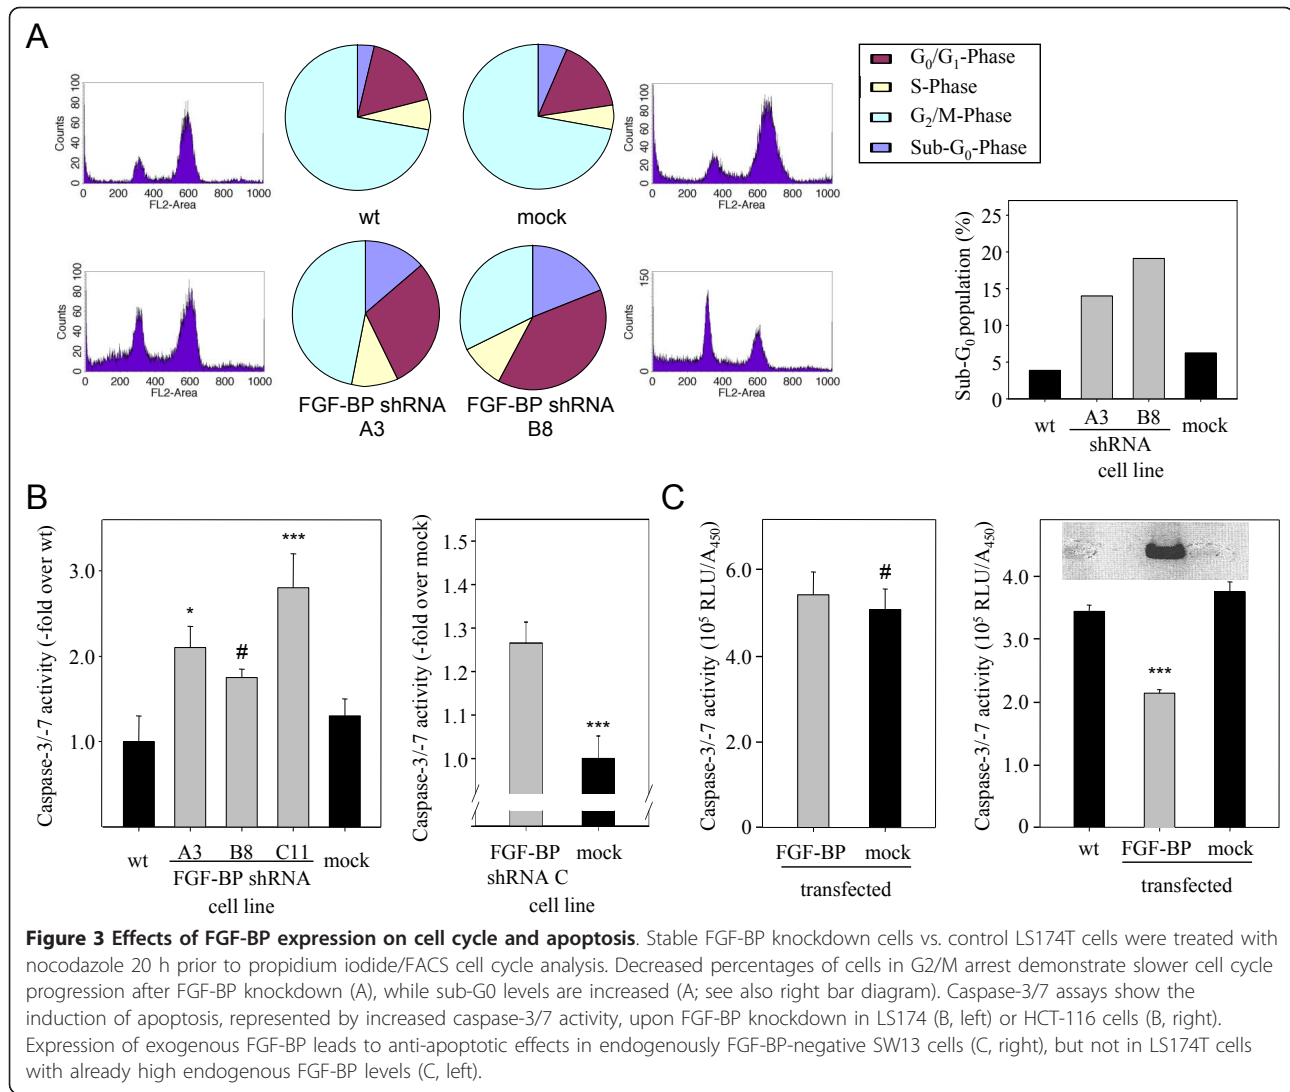 A
G0/G1-Phase
S-Phase
G2/M-Phase
Sub-G0-Phase
Counts
100
80
60
40
20
0
0 200 400 600 800 1000
FL2-Area
wt
mock
Counts
100
80
60
40
20
0
0 200 400 600 800 1000
FL2-Area
Counts
100
80
60
40
20
0
0 200 400 600 800 1000
FL2-Area
FGF-BP shRNA
A3
FGF-BP shRNA
B8
150
0
0 200 400 600 800 1000
FL2-Area
Sub-G0 population (%)
25
20
15
10
5
0
wt A3 B8 mock
shRNA
cell line
B
Caspase-3/-7 activity (-fold over wt)
3.0
2.0
1.0
*
#
***
wt A3 B8 C11 mock
FGF-BP shRNA
cell line
Caspase-3/-7 activity (-fold over mock)
1.5
1.4
1.3
1.2
1.1
1.0
0
***
FGF-BP mock
shRNA C
cell line
C
Caspase-3/-7 activity (10⁵ RLU/A450)
6.0
4.0
2.0
0
#
FGF-BP mock
transfected
Caspase-3/-7 activity (10⁵ RLU/A450)
4.0
3.0
2.0
1.0
0
***
wt FGF-BP mock
transfected
Figure 3 Effects of FGF-BP expression on cell cycle and apoptosis. Stable FGF-BP knockdown cells vs. control LS174T cells were treated with
nocodazole 20 h prior to propidium iodide/FACS cell cycle analysis. Decreased percentages of cells in G2/M arrest demonstrate slower cell cycle
progression after FGF-BP knockdown (A), while sub-G0 levels are increased (A; see also right bar diagram). Caspase-3/7 assays show the
induction of apoptosis, represented by increased caspase-3/7 activity, upon FGF-BP knockdown in LS174 (B, left) or HCT-116 cells (B, right).
Expression of exogenous FGF-BP leads to anti-apoptotic effects in endogenously FGF-BP-negative SW13 cells (C, right), but not in LS174T cells
with already high endogenous FGF-BP levels (C, left).